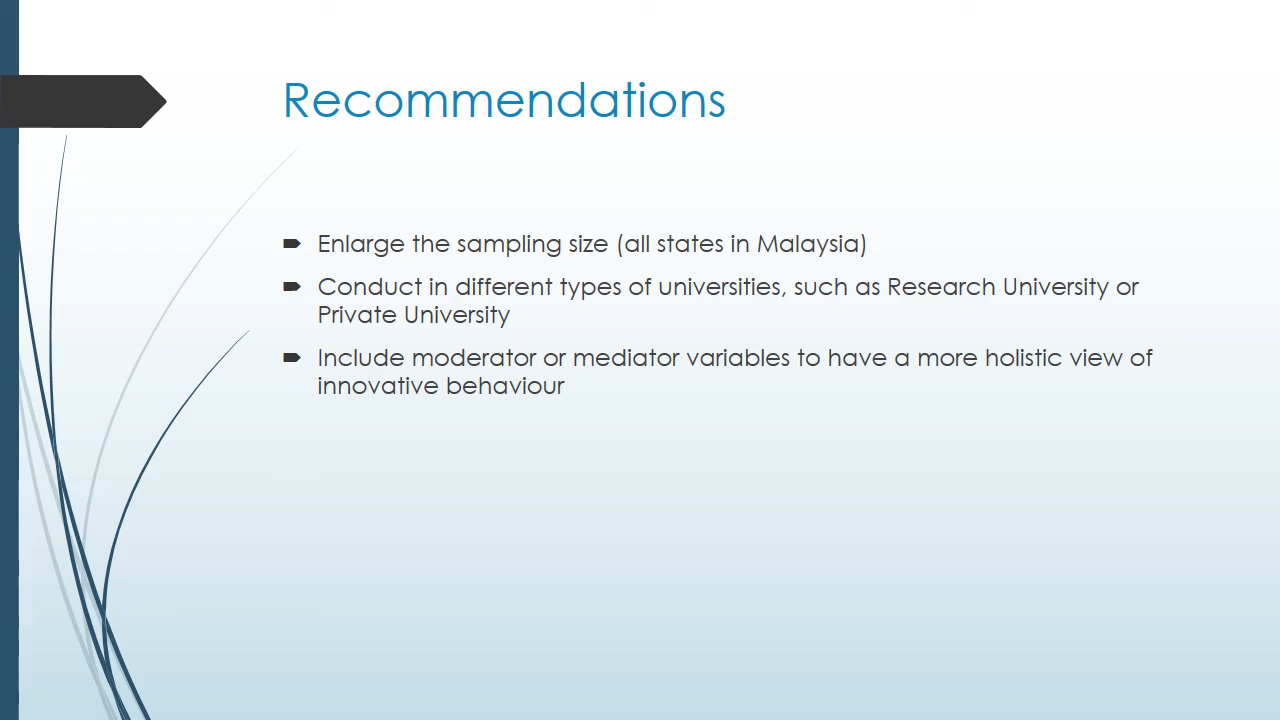 Recommendations
Enlarge the sampling size (all states in Malaysia)
Conduct in different types of universities, such as Research University or
Private University
Include moderator or mediator variables to have a more holistic view of
innovative behaviour